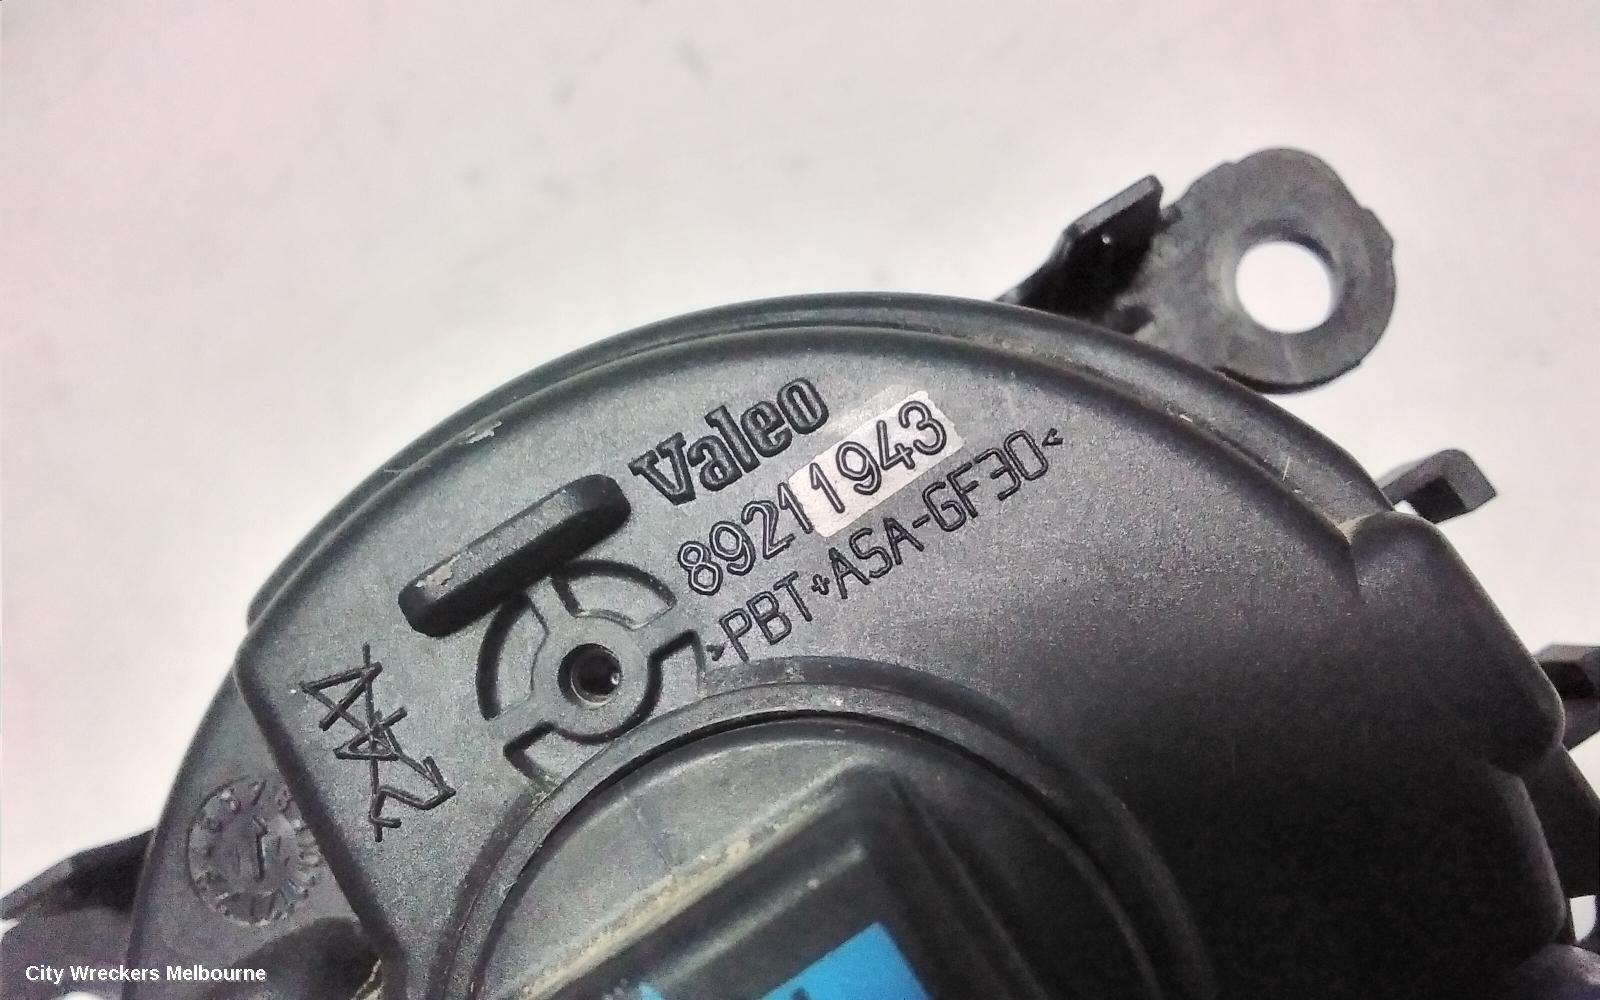 Valeo
89211943
>PBT+ASA-GF30<
City Wreckers Melbourne